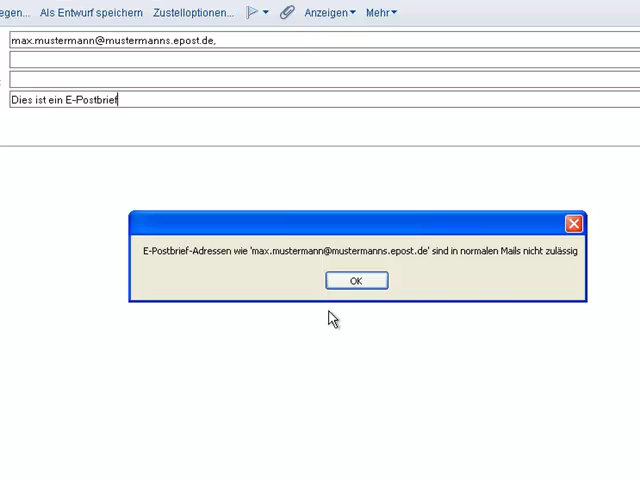 egen... Als Entwurf speichern Zustelloptionen... Anzeigen Mehr
max.mustermann@mustermanns.epost.de,
Dies ist ein E-Postbrief
E-Postbrief-Adressen wie 'max.mustermann@mustermanns.epost.de' sind in normalen Mails nicht zulässig
OK